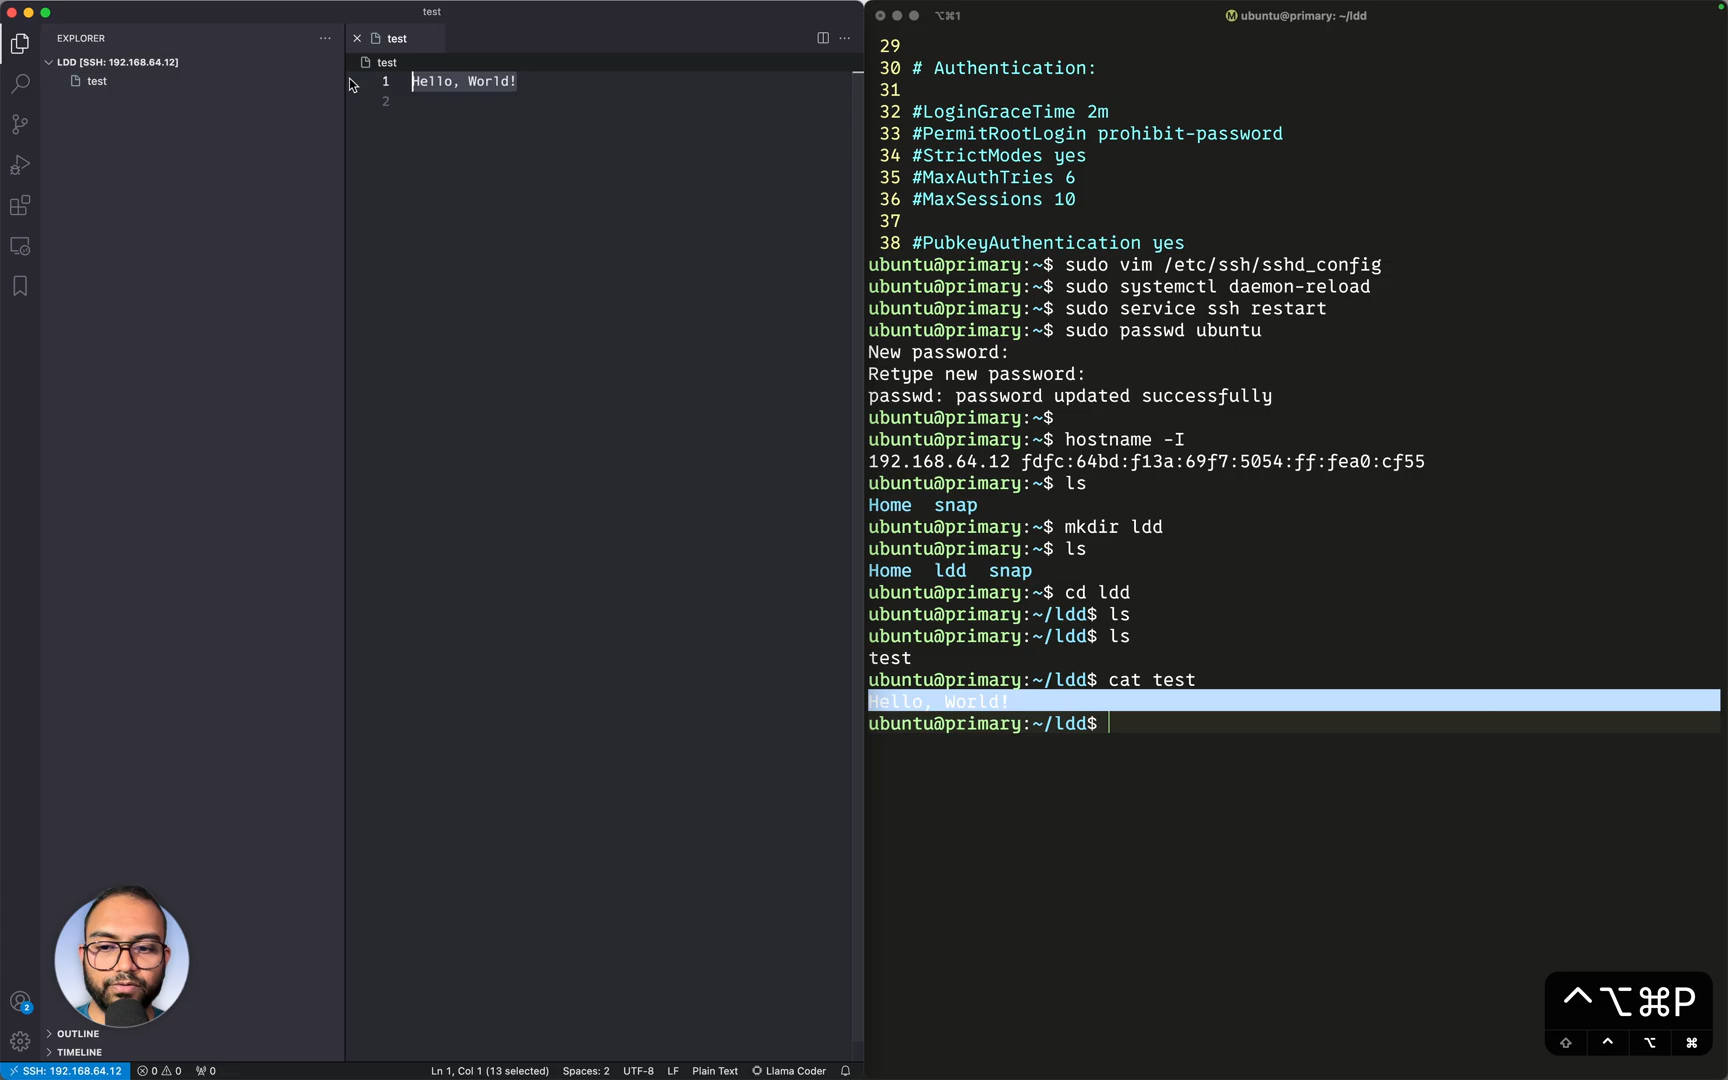 test
EXPLORER
LDD [SSH: 192.168.64.12]
test
test
test
1 Hello, World!
2
2
OUTLINE
TIMELINE
SSH: 192.168.64.12
0 0
0
Ln 1, Col 1 (13 selected)
Spaces: 2
UTF-8
LF
Plain Text
Llama Coder
⌥⌘1
M ubuntu@primary: ~/ldd
29
30 # Authentication:
31
32 #LoginGraceTime 2m
33 #PermitRootLogin prohibit-password
34 #StrictModes yes
35 #MaxAuthTries 6
36 #MaxSessions 10
37
38 #PubkeyAuthentication yes
ubuntu@primary:~$ sudo vim /etc/ssh/sshd_config
ubuntu@primary:~$ sudo systemctl daemon-reload
ubuntu@primary:~$ sudo service ssh restart
ubuntu@primary:~$ sudo passwd ubuntu
New password:
Retype new password:
passwd: password updated successfully
ubuntu@primary:~$
ubuntu@primary:~$ hostname -I
192.168.64.12 fdfc:64bd:f13a:69f7:5054:ff:fea0:cf55
ubuntu@primary:~$ ls
Home snap
ubuntu@primary:~$ mkdir ldd
ubuntu@primary:~$ ls
Home ldd snap
ubuntu@primary:~$ cd ldd
ubuntu@primary:~/ldd$ ls
ubuntu@primary:~/ldd$ ls
test
ubuntu@primary:~/ldd$ cat test
Hello, World!
ubuntu@primary:~/ldd$
⌃⌥⌘P
⇧ ⌃ ⌥ ⌘